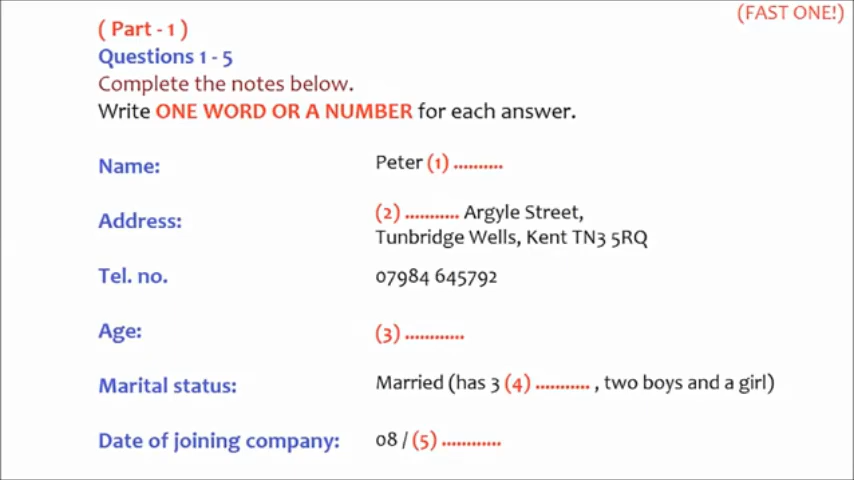 (FAST ONE!)
( Part - 1 )
Questions 1 - 5
Complete the notes below.
Write ONE WORD OR A NUMBER for each answer.
Name: Peter (1) ..........
Address: (2) ........... Argyle Street,
Tunbridge Wells, Kent TN3 5RQ
Tel. no. 07984 645792
Age: (3) ............
Marital status: Married (has 3 (4) ........... , two boys and a girl)
Date of joining company: 08 / (5) ............